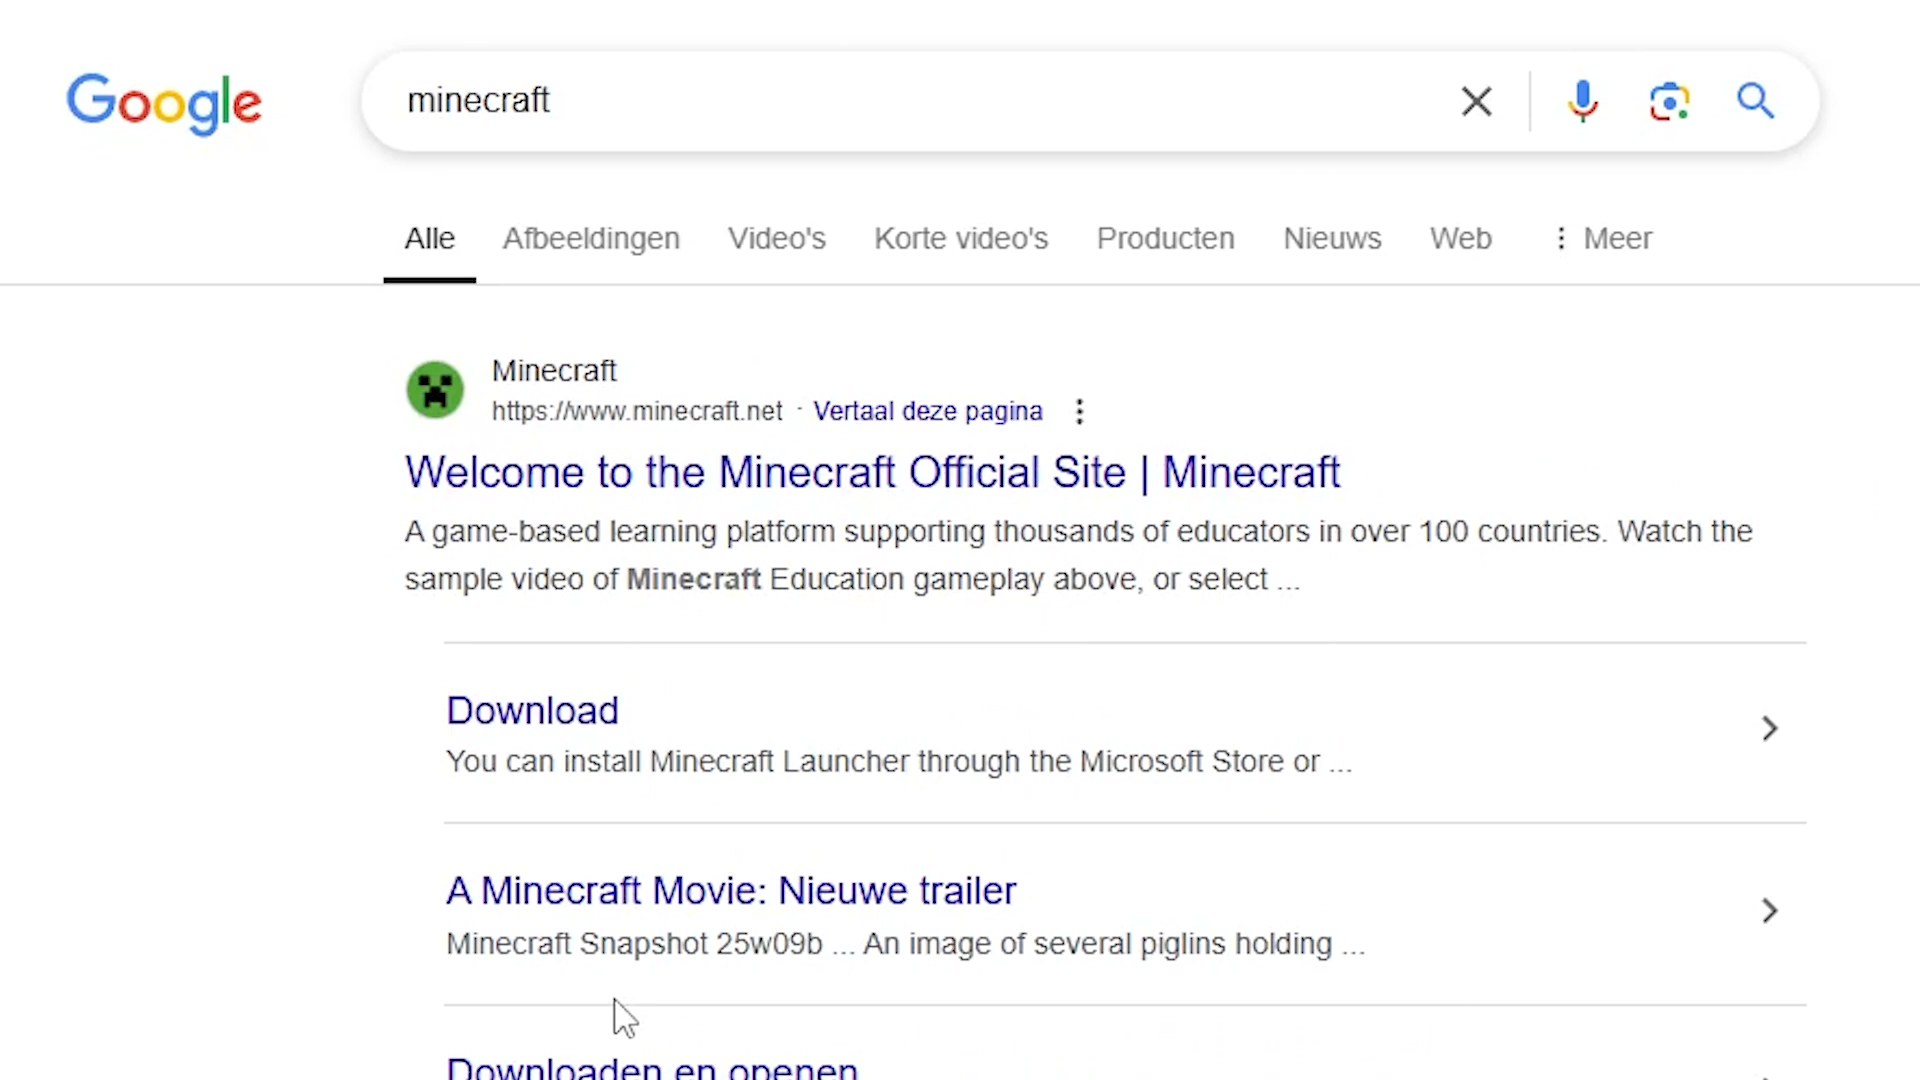 Google
minecraft
Alle Afbeeldingen Video's Korte video's Producten Nieuws Web Meer
Minecraft
https://www.minecraft.net · Vertaal deze pagina
Welcome to the Minecraft Official Site | Minecraft
A game-based learning platform supporting thousands of educators in over 100 countries. Watch the
sample video of Minecraft Education gameplay above, or select ...
Download
You can install Minecraft Launcher through the Microsoft Store or ...
A Minecraft Movie: Nieuwe trailer
Minecraft Snapshot 25w09b ... An image of several piglins holding ...
Downloaden en openen